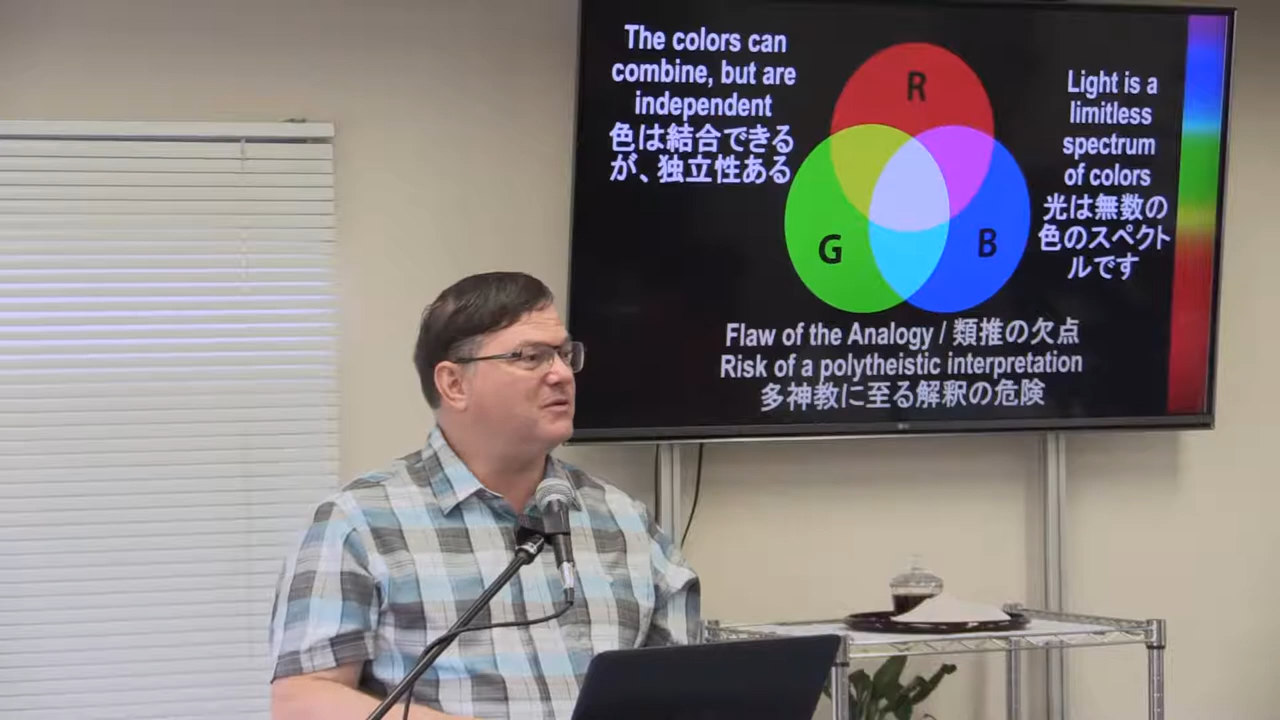 The colors can
combine, but are
independent
色は結合できる
が、独立性ある
R
G
B
Light is a
limitless
spectrum
of colors
光は無数の
色のスペクト
ルです
Flaw of the Analogy / 類推の欠点
Risk of a polytheistic interpretation
多神教に至る解釈の危険